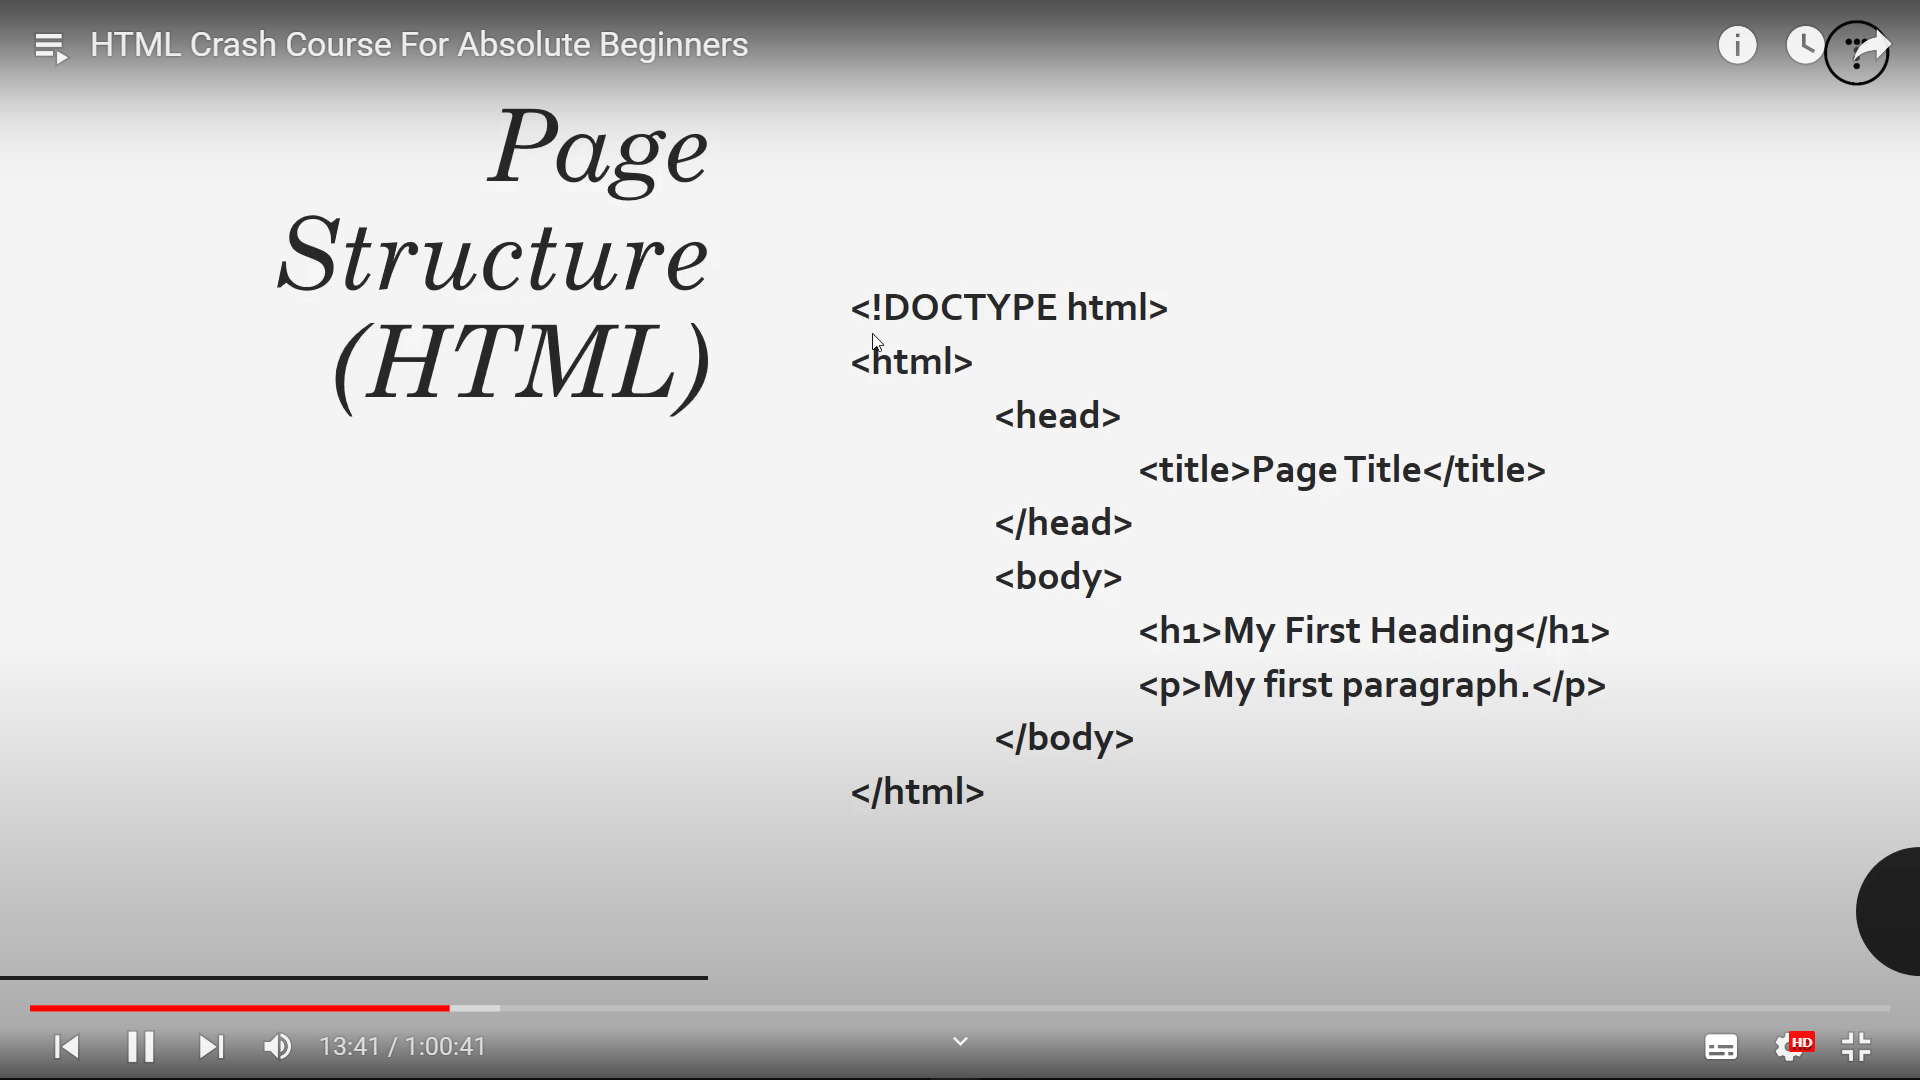 HTML Crash Course For Absolute Beginners
Page
Structure
(HTML)
<!DOCTYPE html>
<html>
<head>
<title>Page Title</title>
</head>
<body>
<h1>My First Heading</h1>
<p>My first paragraph.</p>
</body>
</html>
13:41 / 1:00:41
HD